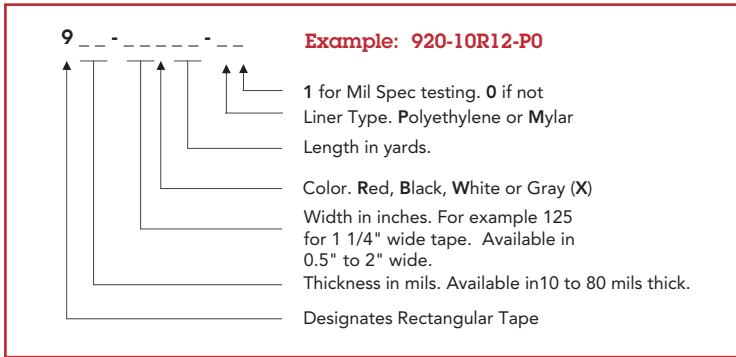 9 _ _ - _ _ _ _ _ - _ _
Example: 920-10R12-P0
1 for Mil Spec testing. 0 if not
Liner Type. Polyethylene or Mylar
Length in yards.
Color. Red, Black, White or Gray (X)
Width in inches. For example 125
for 1 1/4" wide tape. Available in
0.5" to 2" wide.
Thickness in mils. Available in10 to 80 mils thick.
Designates Rectangular Tape